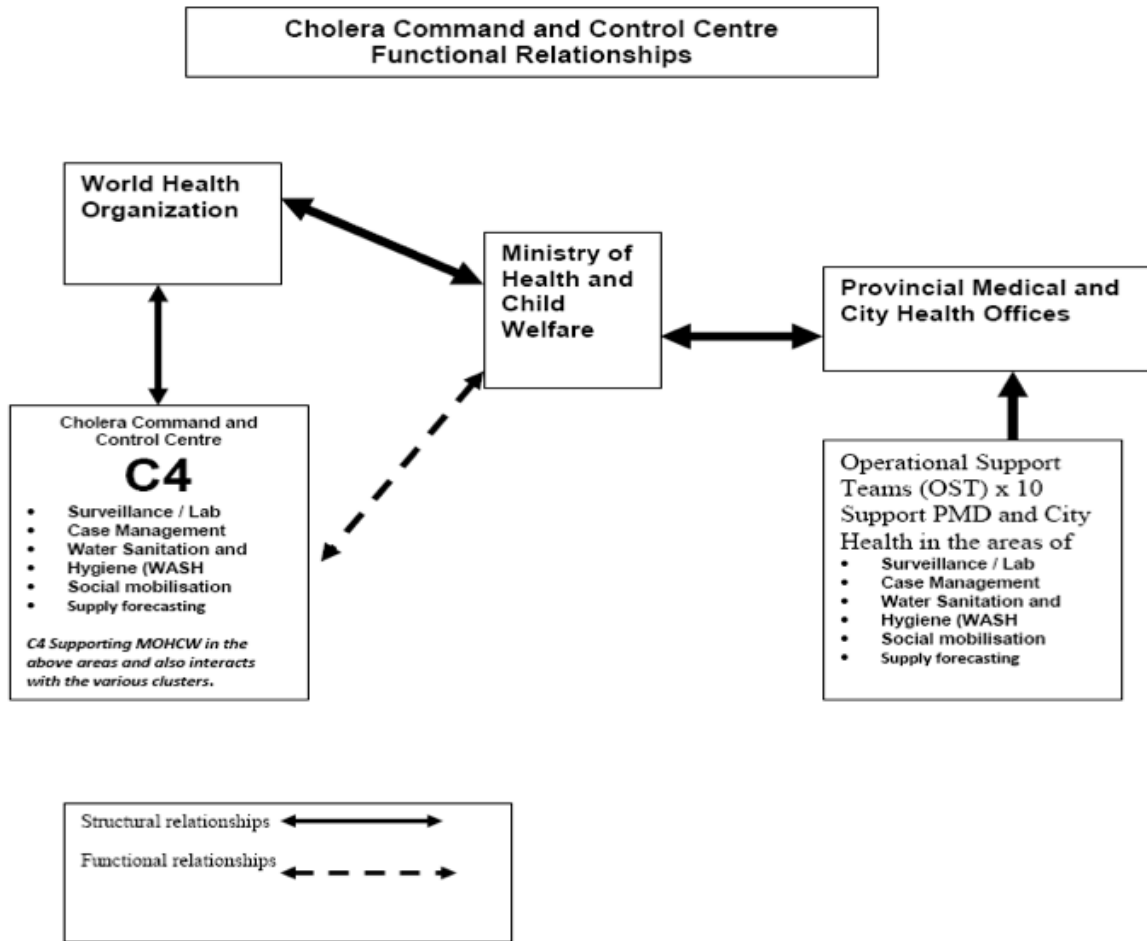 Cholera Command and Control Centre
Functional Relationships
World Health
Organization
Ministry of
Health and
Child
Welfare
Provincial Medical and
City Health Offices
Cholera Command and
Control Centre
C4
• Surveillance / Lab
• Case Management
• Water Sanitation and
• Hygiene (WASH
• Social mobilisation
• Supply forecasting
C4 Supporting MOHCW in the
above areas and also interacts
with the various clusters.
Operational Support
Teams (OST) x 10
Support PMD and City
Health in the areas of
• Surveillance / Lab
• Case Management
• Water Sanitation and
• Hygiene (WASH
• Social mobilisation
• Supply forecasting
Structural relationships
Functional relationships